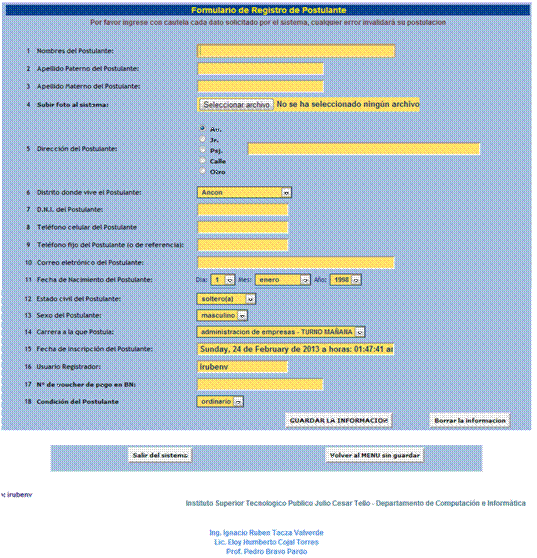 Formulario de Registro de Postulante
Por favor ingrese con cautela cada dato solicitado por el sistema, cualquier error invalidará su postulacion
1 Nombres del Postulante:
2 Apellido Paterno del Postulante:
3 Apellido Materno del Postulante:
4 Subir foto al sistema: Seleccionar archivo No se ha seleccionado ningún archivo
Av.
Jr.
5 Dirección del Postulante: Psj.
Calle
Otro
6 Distrito donde vive el Postulante: Ancon
7 D.N.I. del Postulante:
8 Teléfono celular del Postulante
9 Teléfono fijo del Postulante (o de referencia):
10 Correo eletrónico del Postulante:
11 Fecha de Nacimiento del Postulante: Dia: 1 Mes: enero Año: 1998
12 Estado civil del Postulante: soltero(a)
13 Sexo del Postulante: masculino
14 Carrera a la que Postula: administracion de empresas - TURNO MAÑANA
15 Fecha de Inscripción del Postulante: Sunday, 24 de February de 2013 a horas: 01:47:41 am
16 Usuario Registrador: irubenv
17 Nº de voucher de pago en BN:
18 Condición del Postulante ordinario
GUARDAR LA INFORMACION Borrar la informacion
Salir del sistema Volver al MENU sin guardar
v: irubenv
Instituto Superior Tecnologico Publico Julio Cesar Tello - Departamento de Computación e Informática
Ing. Ignacio Ruben Tacza Valverde
Lic. Eloy Humberto Cojal Torres
Prof. Pedro Bravo Pardo